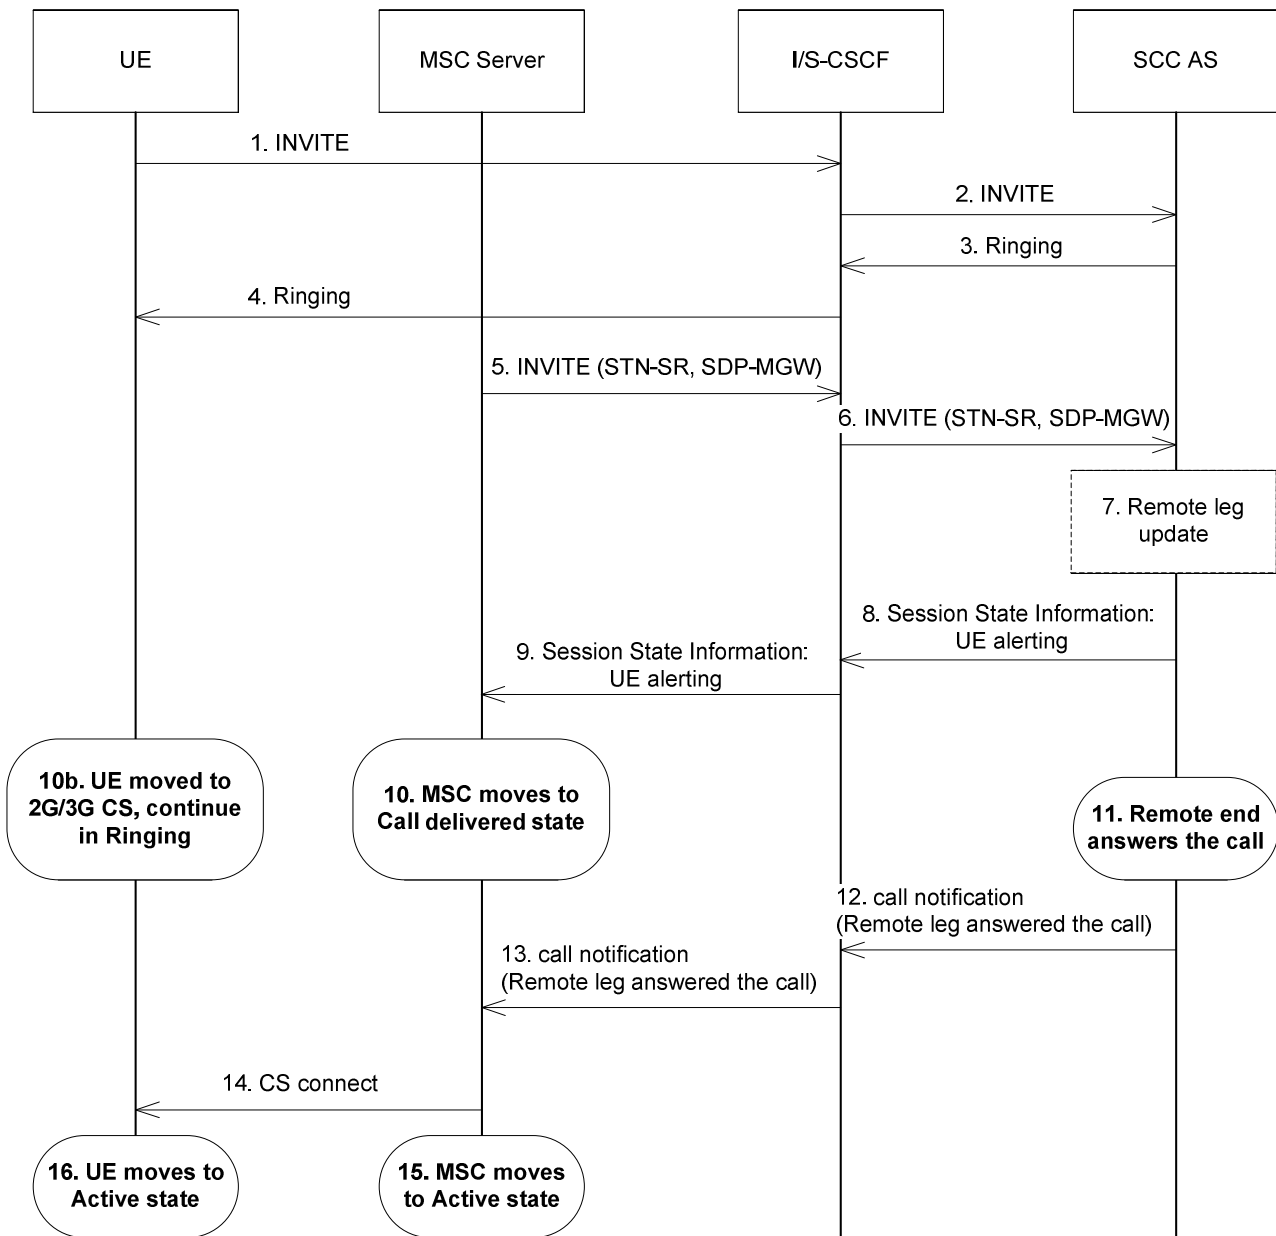 UE
MSC Server
I/S-CSCF
SCC AS
1. INVITE
2. INVITE
3. Ringing
4. Ringing
5. INVITE (STN-SR, SDP-MGW)
6. INVITE (STN-SR, SDP-MGW)
7. Remote leg
update
8. Session State Information:
UE alerting
9. Session State Information:
UE alerting
10b. UE moved to
2G/3G CS, continue
in Ringing
10. MSC moves to
Call delivered state
11. Remote end
answers the call
12. call notification
(Remote leg answered the call)
13. call notification
(Remote leg answered the call)
14. CS connect
16. UE moves to
Active state
15. MSC moves
to Active state